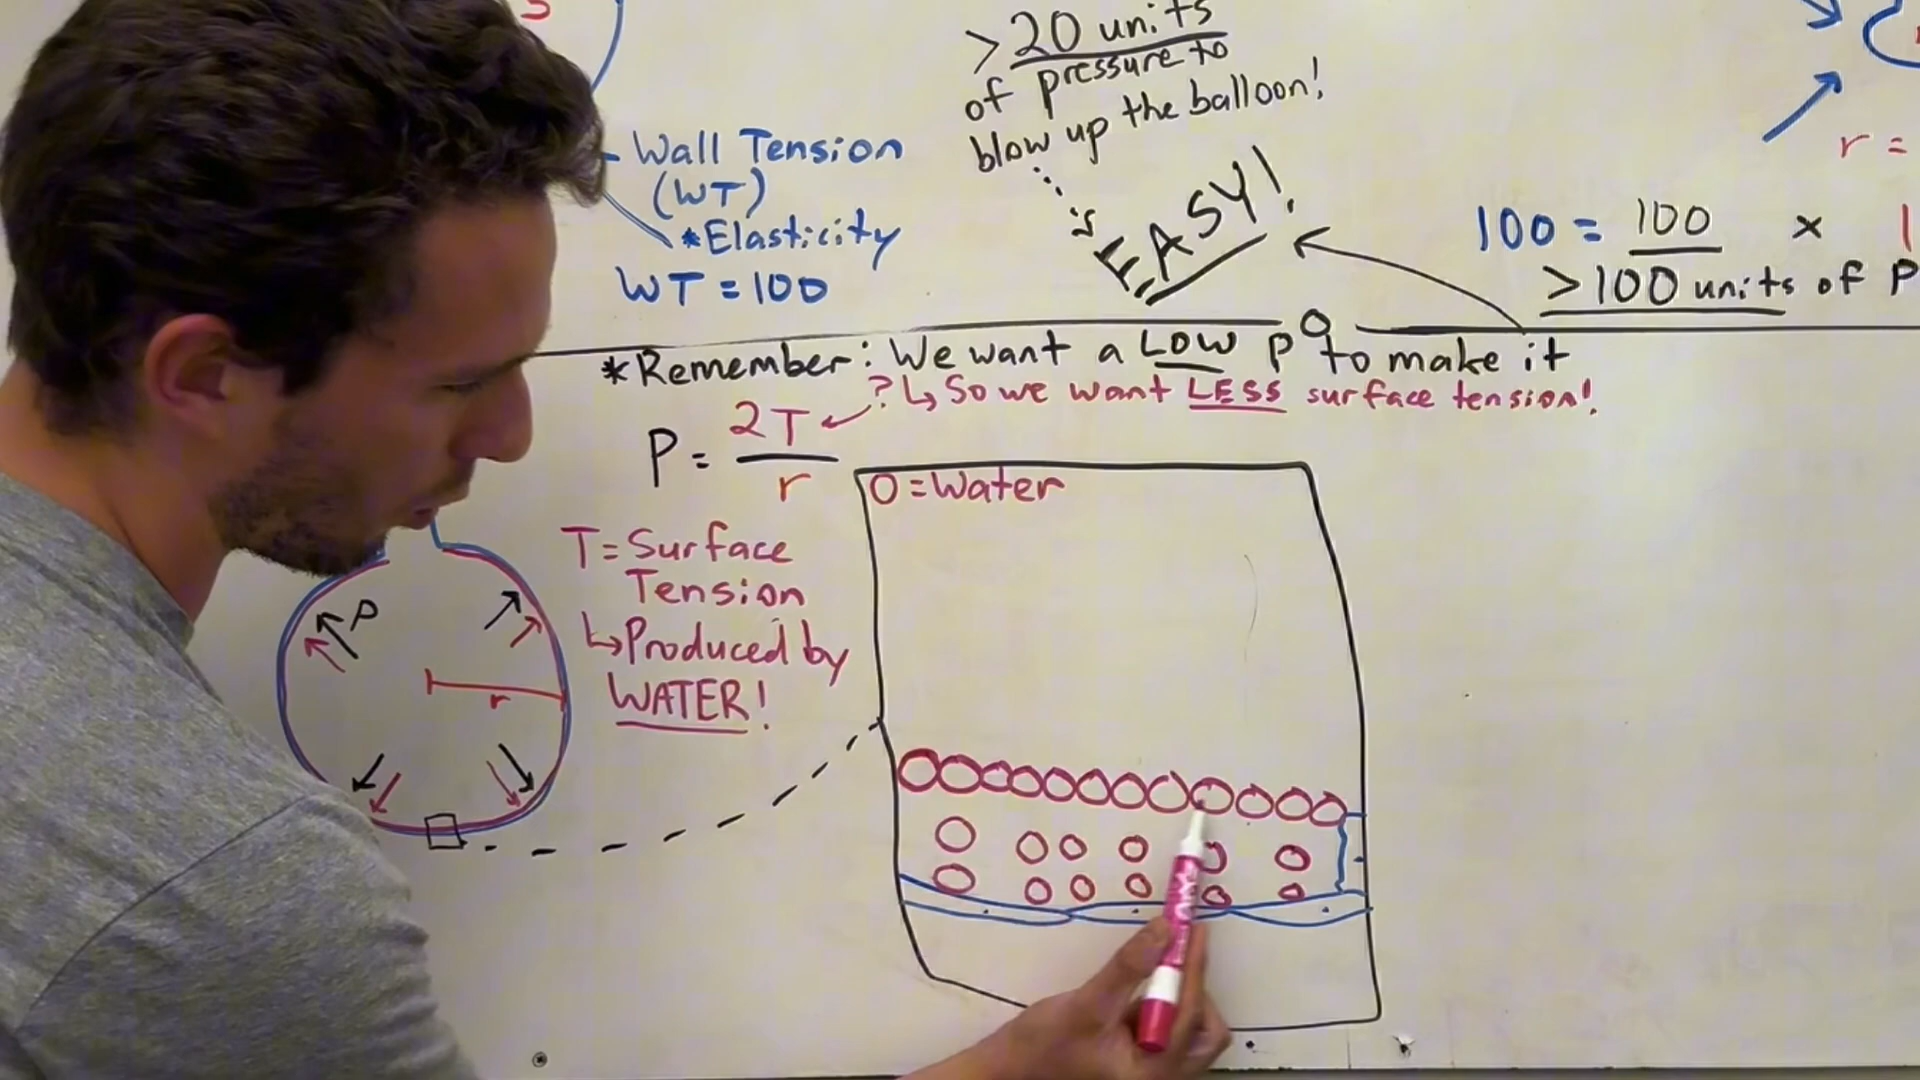 > 20 units
of pressure to
blow up the balloon!
... is
EASY!
Wall Tension
(WT)
*Elasticity
WT = 100
r =
100 = 100 x 1
> 100 units of P
*Remember: We want a LOW P to make it
? ↳ So we want LESS surface tension!
P = 2T
r
O = Water
T = Surface
Tension
↳ Produced by
WATER!
P
r